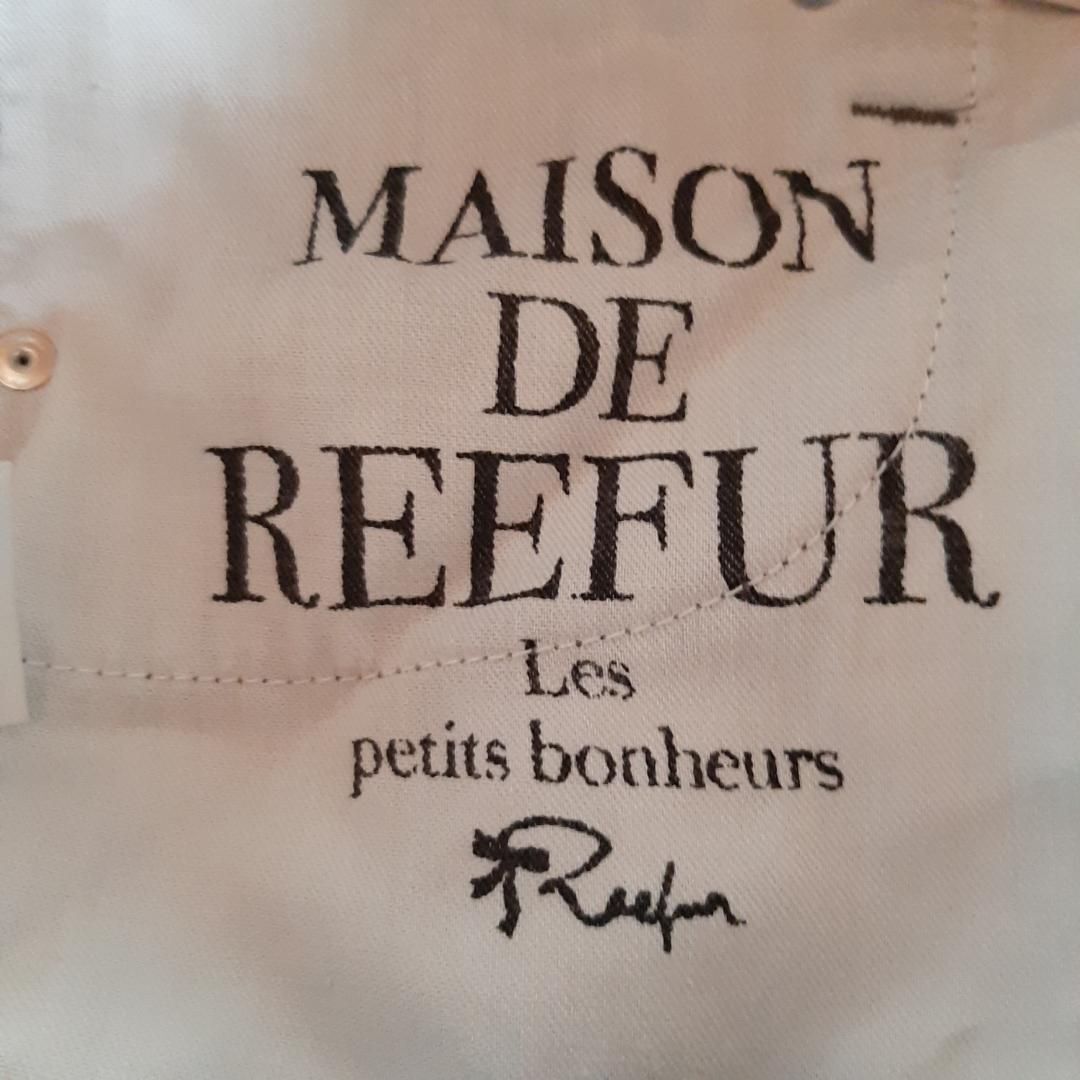 MAISON
DE
REEFUR
Les
petits bonheurs
Reefur